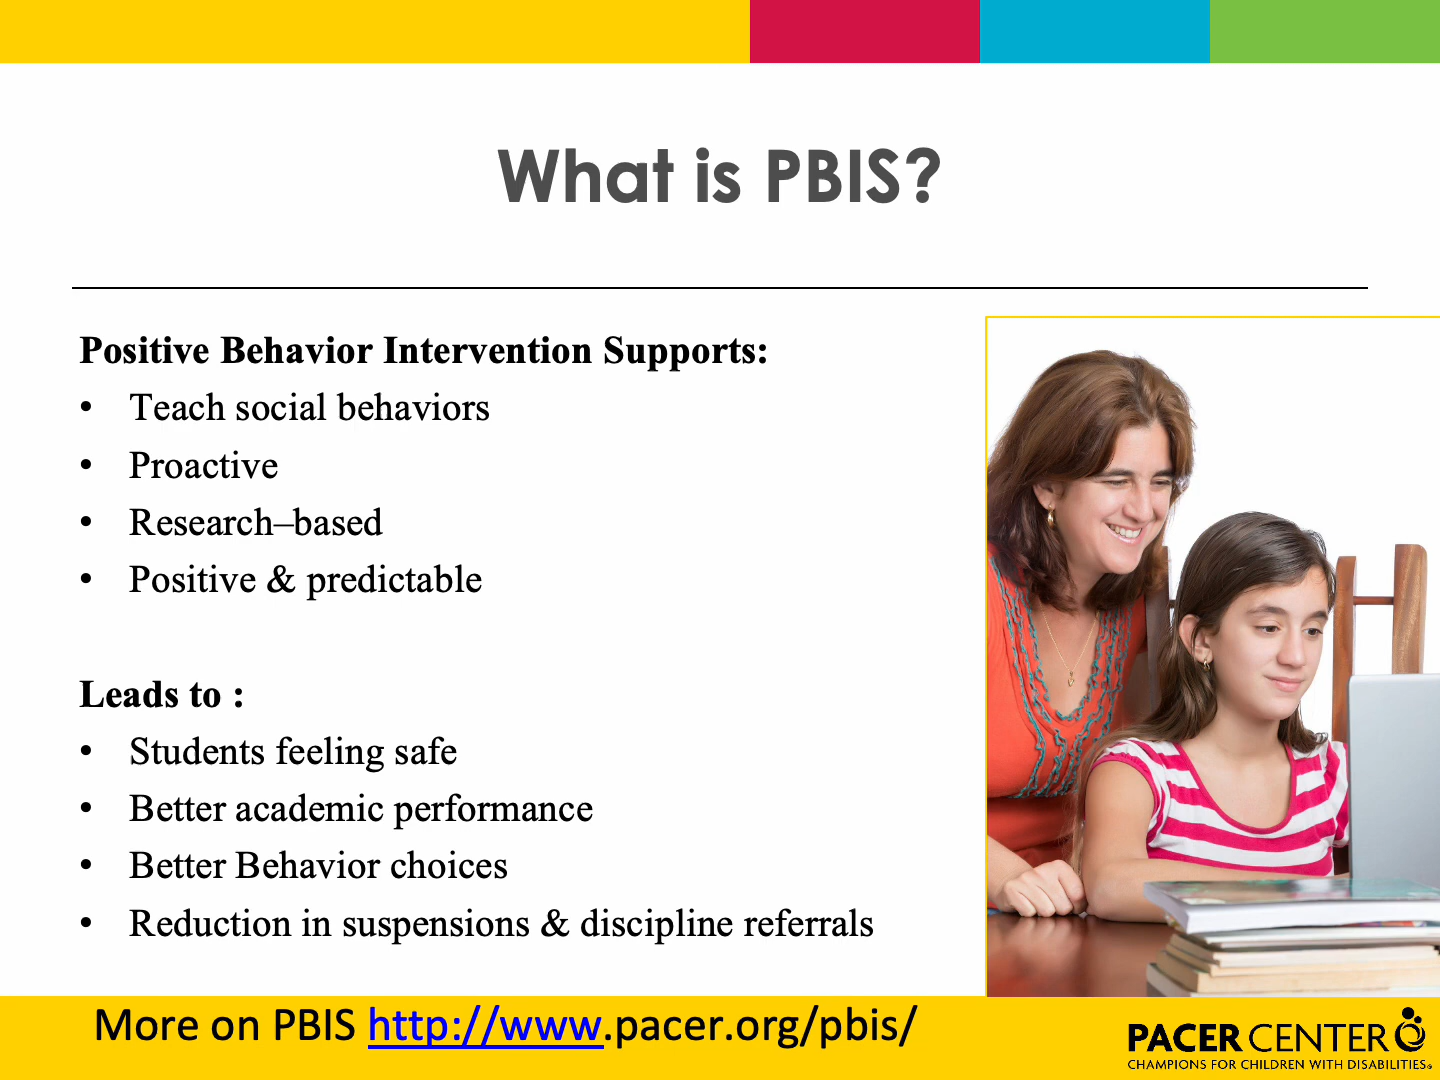 What is PBIS?
Positive Behavior Intervention Supports:
• Teach social behaviors
• Proactive
• Research–based
• Positive & predictable
Leads to :
• Students feeling safe
• Better academic performance
• Better Behavior choices
• Reduction in suspensions & discipline referrals
More on PBIS http://www.pacer.org/pbis/
PACER CENTER
CHAMPIONS FOR CHILDREN WITH DISABILITIES®